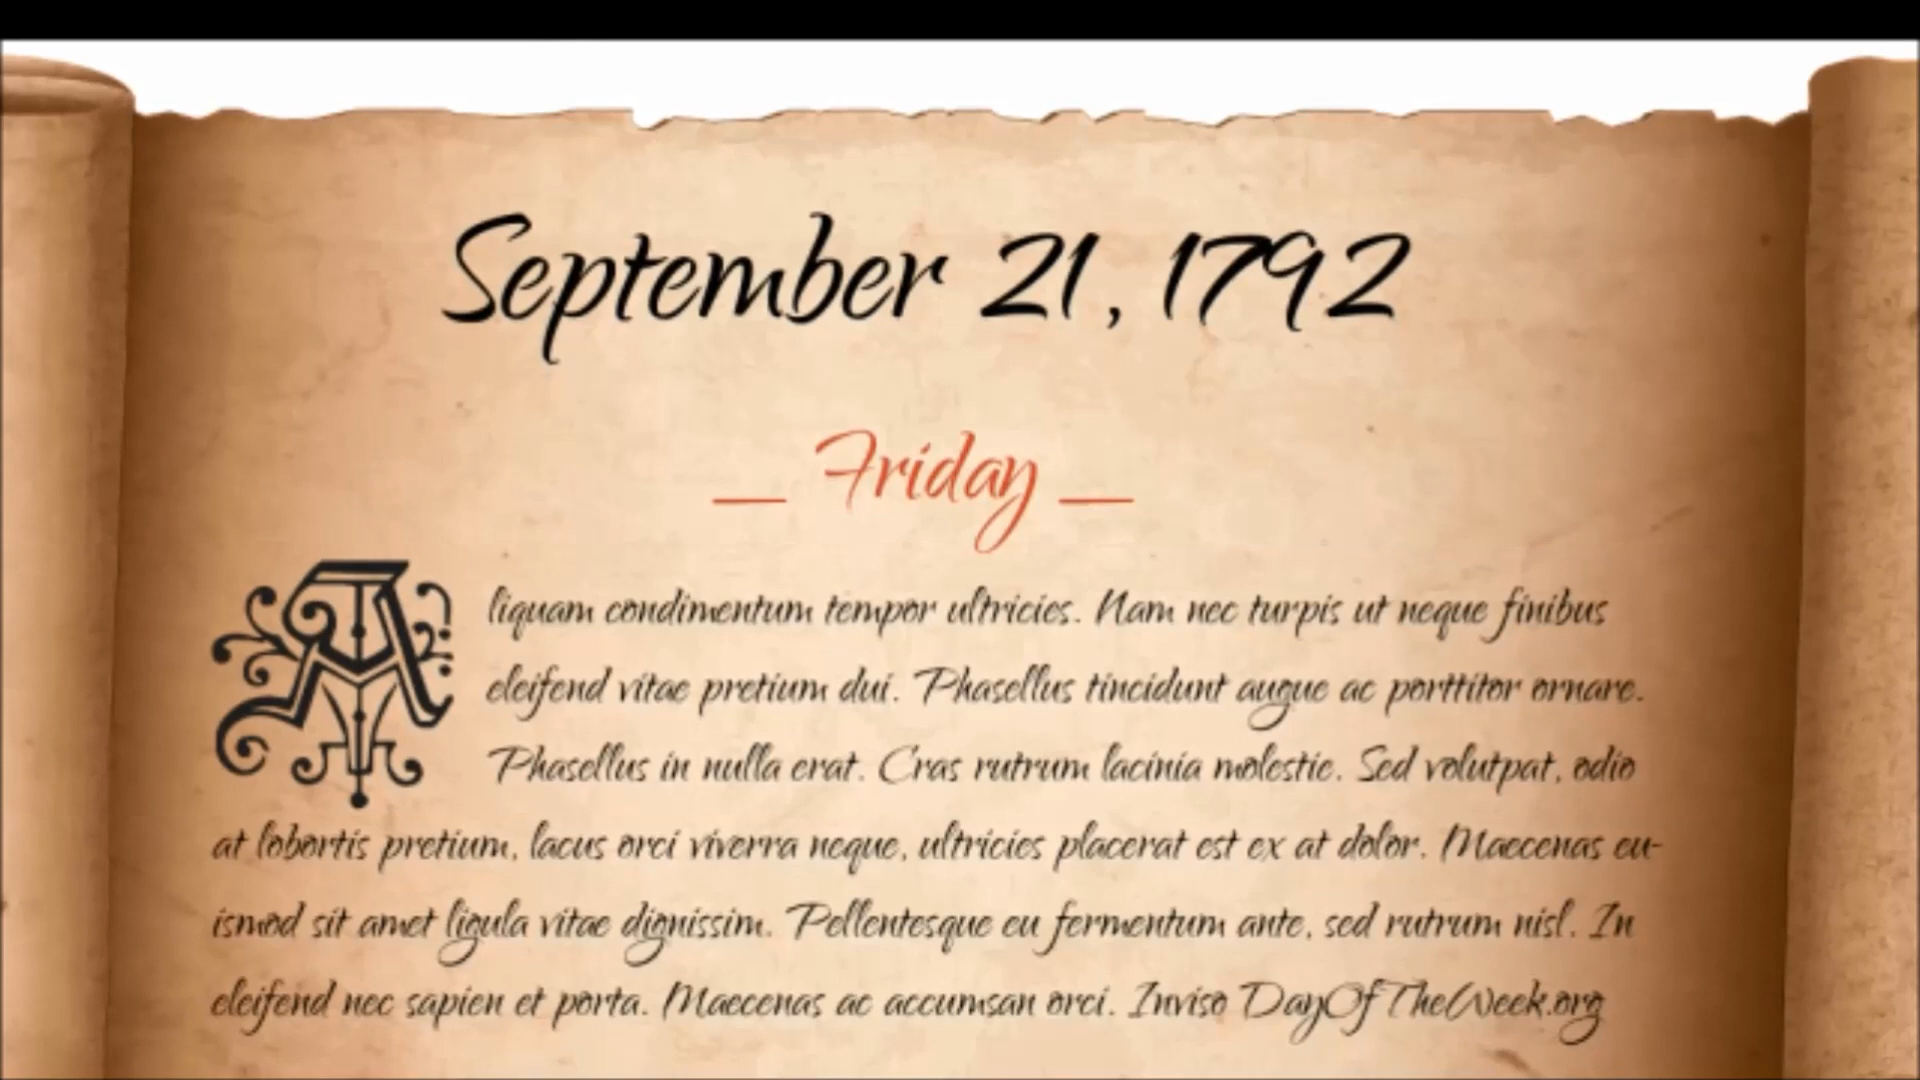 September 21, 1792
_ Friday _
Aliquam condimentum tempor ultricies. Nam nec turpis ut neque finibus
eleifend vitae pretium dui. Phasellus tincidunt augue ac porttitor ornare.
Phasellus in nulla erat. Cras rutrum lacinia molestie. Sed volutpat, odio
at lobortis pretium, lacus orci viverra neque, ultricies placerat est ex at dolor. Maecenas eu-
ismod sit amet ligula vitae dignissim. Pellentesque eu fermentum ante, sed rutrum nisl. In
eleifend nec sapien et porta. Maecenas ac accumsan orci. Inviso DayOfTheWeek.org